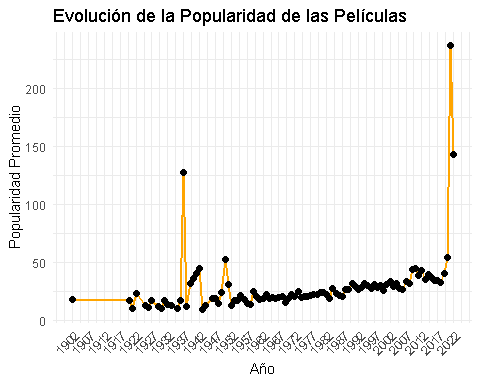 Evolución de la Popularidad de las Películas
Popularidad Promedio
200
150
100
50
0
1902 1907 1912 1917 1922 1927 1932 1937 1942 1947 1952 1957 1962 1967 1972 1977 1982 1987 1992 1997 2002 2007 2012 2017 2022
Año